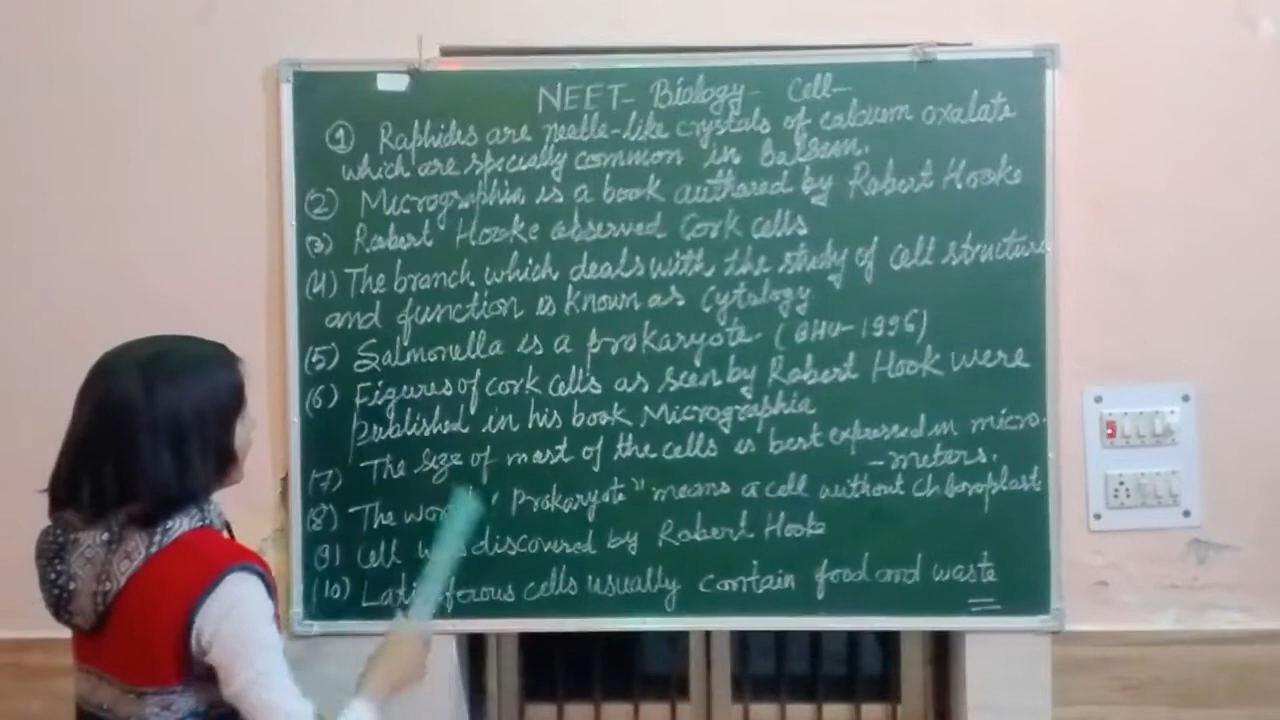 NEET- Biology- Cell-
(1) Raphides are neatle-like crystals of calcium oxalate
which are specially common in Balsam.
(2) Micrographia is a book authored by Robert Hooke
(3) Robert Hooke observed Cork cells
(4) The branch which deals with the study of cell structure
and function is known as Cytology
(5) Salmonella is a prokaryote. (BHU-1996)
(6) Figures of cork cells as seen by Robert Hook were
published in his book, Micrographia
(7) The size of most of the cells is best expressed in micro-
-meters.
(8) The "Prokaryote" means a cell without chloroplast
(9) Cell discovered by Robert Hooke
(10) cells usually contain food and waste